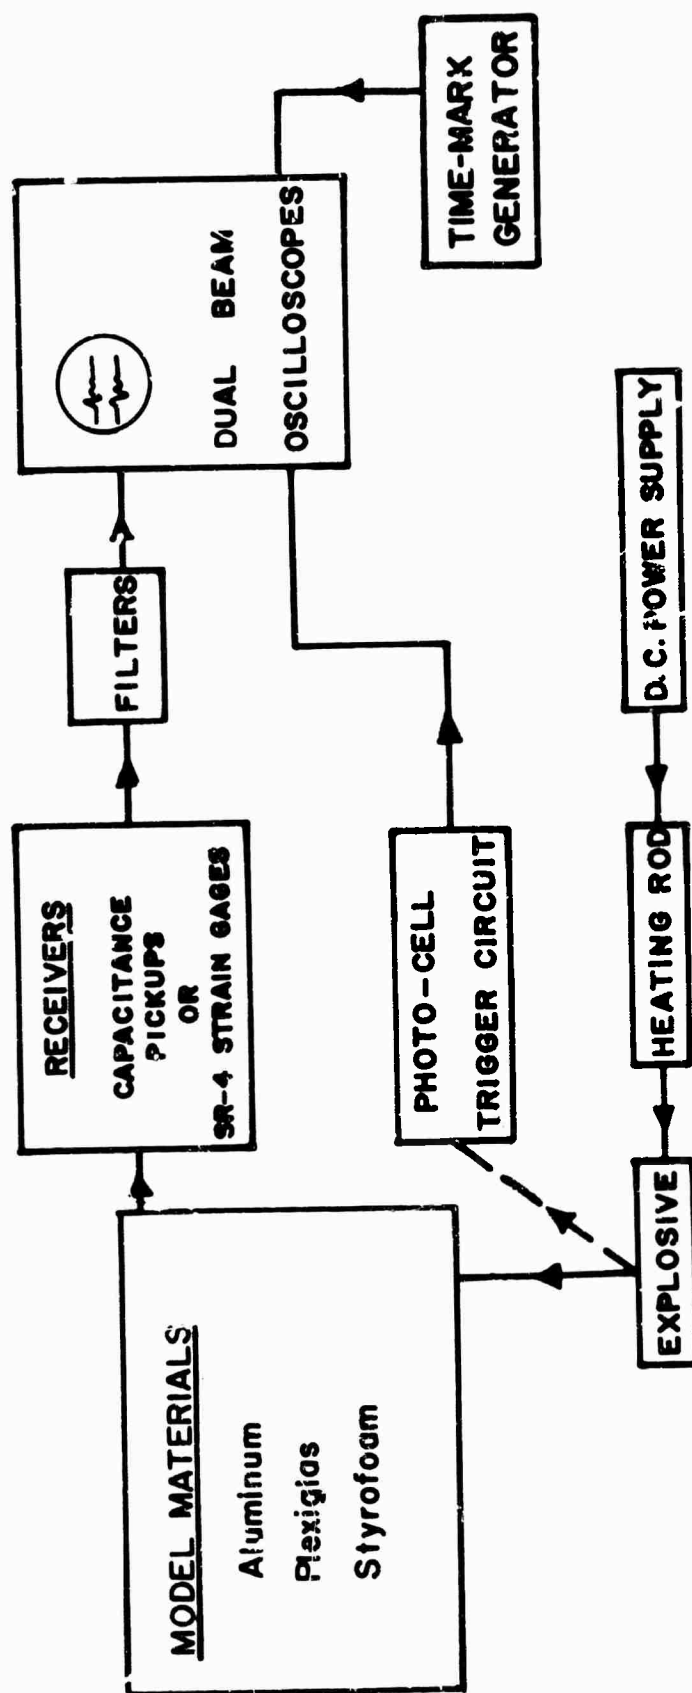 MODEL MATERIALS
Aluminum
Plexiglas
Styrofoam
RECEIVERS
CAPACITANCE
PICKUPS
OR
SR-4 STRAIN GAGES
FILTERS
DUAL BEAM
OSCILLOSCOPES
TIME-MARK
GENERATOR
PHOTO-CELL
TRIGGER CIRCUIT
EXPLOSIVE
HEATING ROD
D.C. POWER SUPPLY